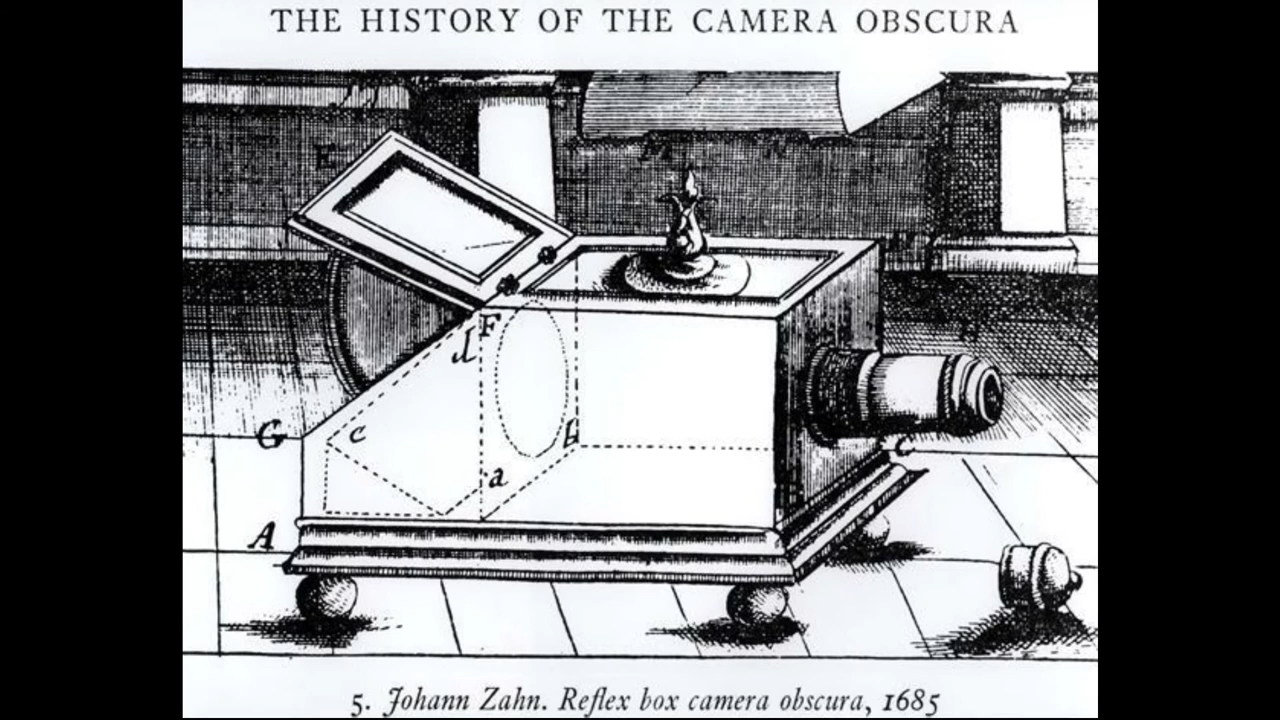 THE HISTORY OF THE CAMERA OBSCURA
E
F
d
G
c
b
C
a
A
5. Johann Zahn. Reflex box camera obscura, 1685